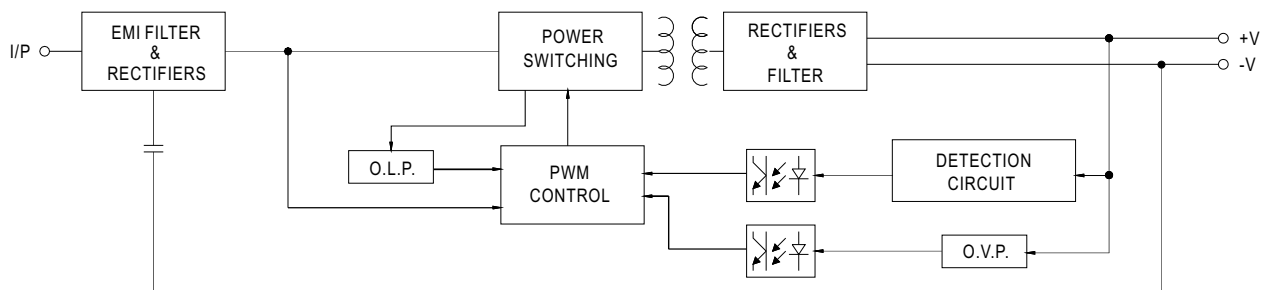 I/P
EMI FILTER
&
RECTIFIERS
POWER
SWITCHING
RECTIFIERS
&
FILTER
+V
-V
O.L.P.
PWM
CONTROL
DETECTION
CIRCUIT
O.V.P.